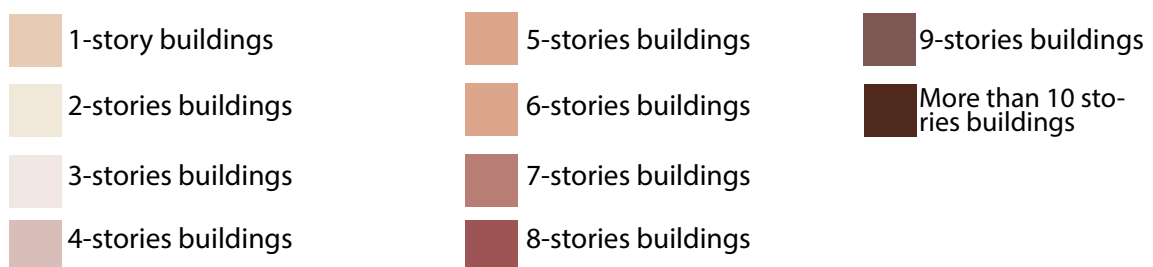 1-story buildings
2-stories buildings
3-stories buildings
4-stories buildings
5-stories buildings
6-stories buildings
7-stories buildings
8-stories buildings
9-stories buildings
More than 10 sto-
ries buildings